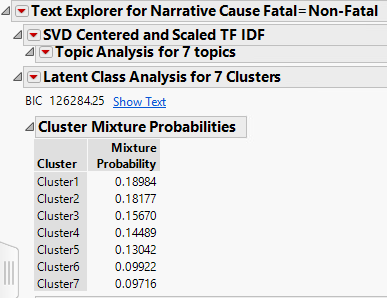 Text Explorer for Narrative Cause Fatal=Non-Fatal
SVD Centered and Scaled TF IDF
Topic Analysis for 7 topics
Latent Class Analysis for 7 Clusters
BIC 126284.25 Show Text
Cluster Mixture Probabilities
Mixture
Cluster Probability
Cluster1 0.18984
Cluster2 0.18177
Cluster3 0.15670
Cluster4 0.14489
Cluster5 0.13042
Cluster6 0.09922
Cluster7 0.09716